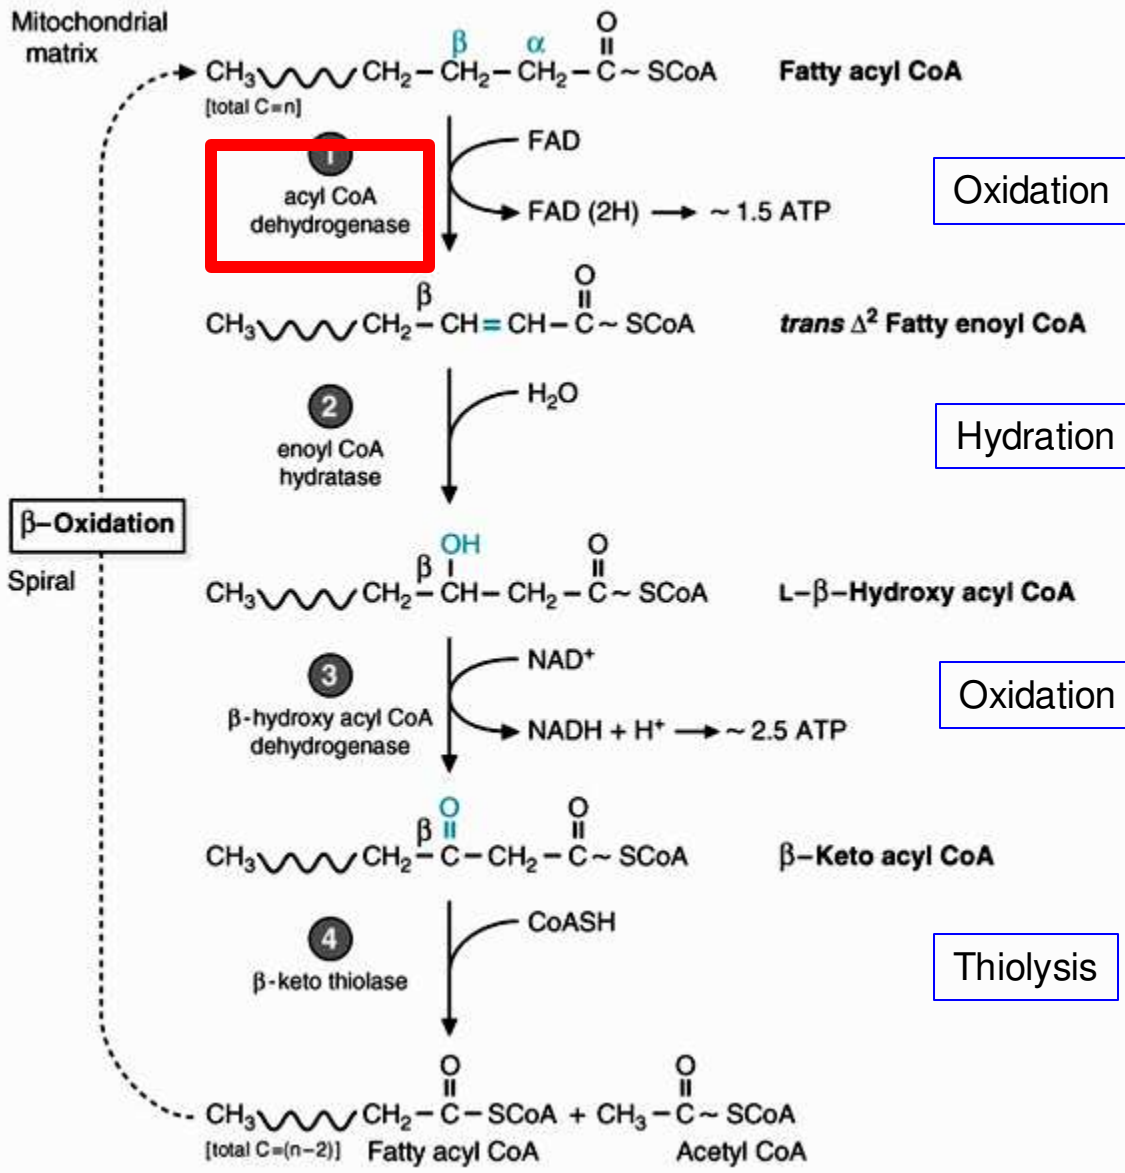 Mitochondrial
matrix
O
β α ||
CH₃ CH₂–CH₂–CH₂–C~SCoA Fatty acyl CoA
[total C=n]
1
acyl CoA
dehydrogenase
FAD
FAD (2H) → ~ 1.5 ATP
Oxidation
O
β ||
CH₃ CH₂–CH=CH–C~SCoA trans Δ² Fatty enoyl CoA
2
enoyl CoA
hydratase
H₂O
Hydration
β–Oxidation
Spiral
OH O
β | ||
CH₃ CH₂–CH–CH₂–C~SCoA L–β–Hydroxy acyl CoA
3
β-hydroxy acyl CoA
dehydrogenase
NAD⁺
NADH + H⁺ → ~ 2.5 ATP
Oxidation
O O
β || ||
CH₃ CH₂–C–CH₂–C~SCoA β–Keto acyl CoA
4
β-keto thiolase
CoASH
Thiolysis
O O
|| ||
CH₃ CH₂–C–SCoA + CH₃–C~SCoA
[total C=(n–2)] Fatty acyl CoA Acetyl CoA